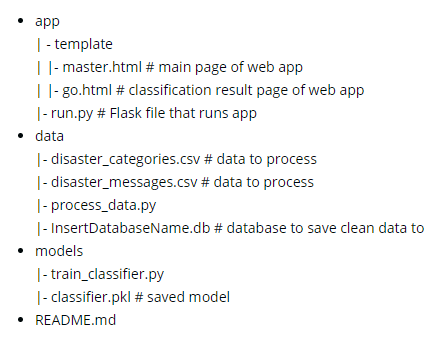 • app
| - template
| |- master.html # main page of web app
| |- go.html # classification result page of web app
|- run.py # Flask file that runs app
• data
|- disaster_categories.csv # data to process
|- disaster_messages.csv # data to process
|- process_data.py
|- InsertDatabaseName.db # database to save clean data to
• models
|- train_classifier.py
|- classifier.pkl # saved model
• README.md